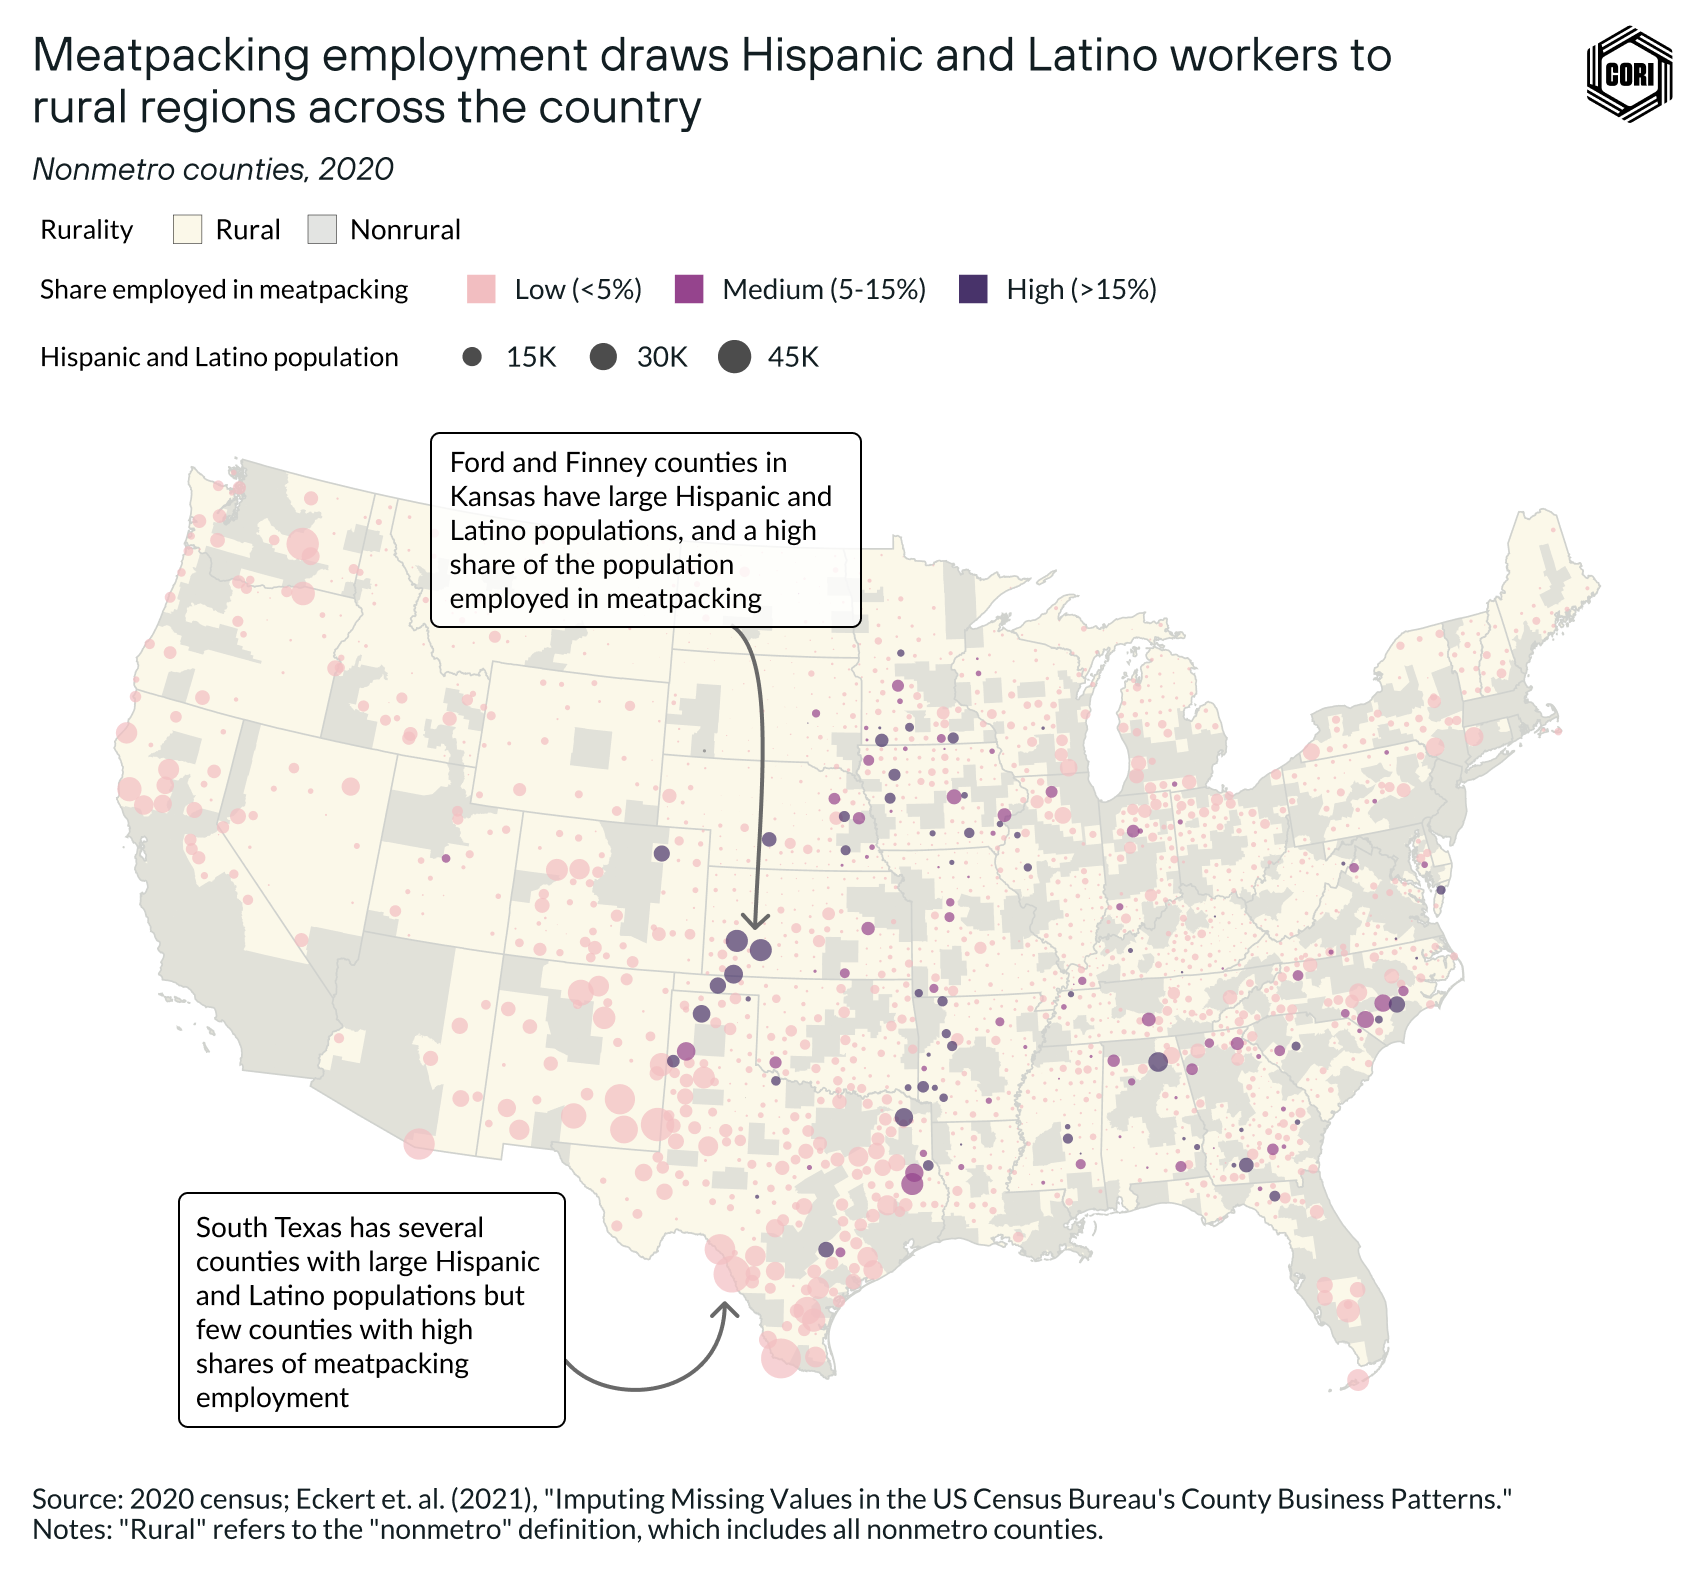 Meatpacking employment draws Hispanic and Latino workers to
rural regions across the country
CORI
Nonmetro counties, 2020
Rurality Rural Nonrural
Share employed in meatpacking Low (<5%) Medium (5-15%) High (>15%)
Hispanic and Latino population 15K 30K 45K
Ford and Finney counties in
Kansas have large Hispanic and
Latino populations, and a high
share of the population
employed in meatpacking
South Texas has several
counties with large Hispanic
and Latino populations but
few counties with high
shares of meatpacking
employment
Source: 2020 census; Eckert et. al. (2021), "Imputing Missing Values in the US Census Bureau's County Business Patterns."
Notes: "Rural" refers to the "nonmetro" definition, which includes all nonmetro counties.